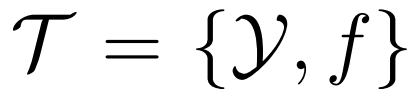 𝒯 = {𝒴, f}